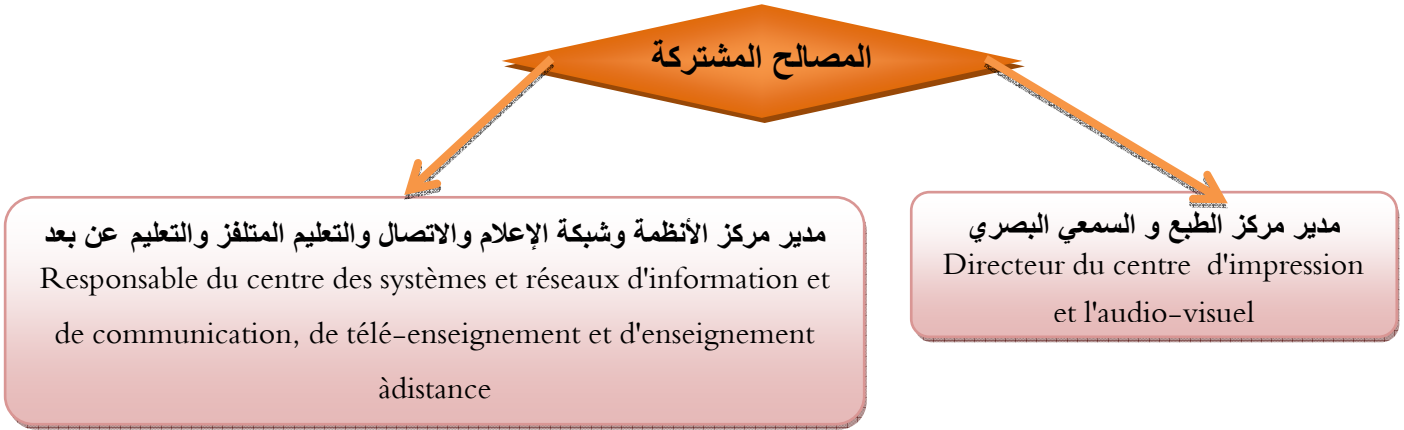 المصالح المشتركة
مدير مركز الطبع و السمعي البصري
Directeur du centre d'impression
et l'audio-visuel
مدير مركز الأنظمة وشبكة الإعلام والاتصال والتعليم المتلفز والتعليم عن بعد
Responsable du centre des systèmes et réseaux d'information et
de communication, de télé-enseignement et d'enseignement
àdistance